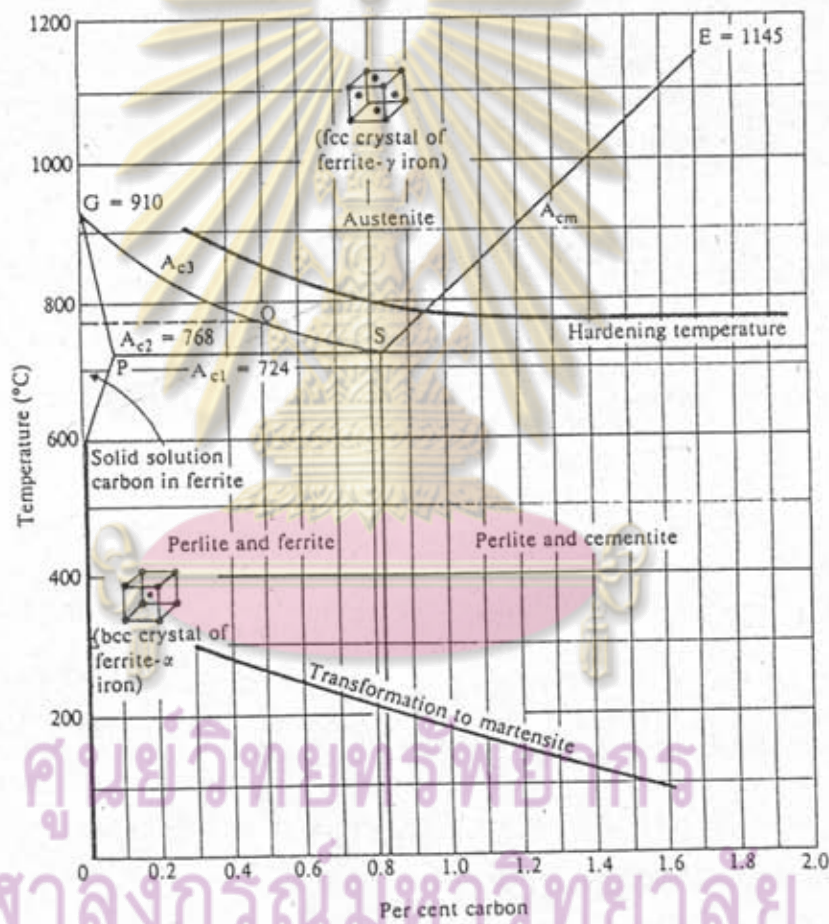 1200
E = 1145
(fcc crystal of
ferrite-γ iron)
1000
G = 910
Austenite
A_cm
A_c3
800
O
S
Hardening temperature
A_c2 = 768
P
A_c1 = 724
Temperature (°C)
600
Solid solution
carbon in ferrite
Perlite and ferrite
Perlite and cementite
400
(bcc crystal of
ferrite-α
iron)
Transformation to martensite
200
ศูนย์วิทยทรัพยากร
0 0.2 0.4 0.6 0.8 1.0 1.2 1.4 1.6 1.8 2.0
Per cent carbon
ฬาลงกรณ์มหาวิทยาลัย